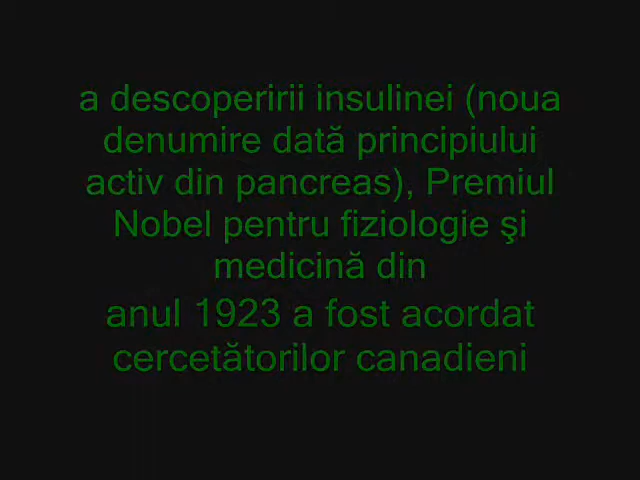 a descoperirii insulinei (noua
denumire dată principiului
activ din pancreas), Premiul
Nobel pentru fiziologie şi
medicină din
anul 1923 a fost acordat
cercetătorilor canadieni